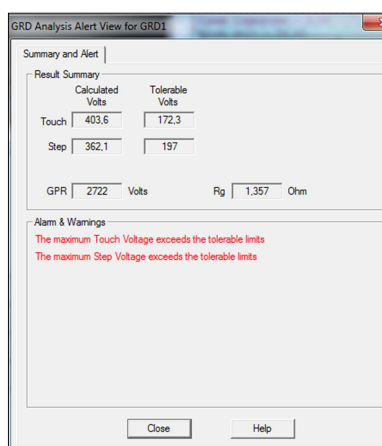 GRD Analysis Alert View for GRD1
Summary and Alert
Result Summary
Calculated Volts Tolerable Volts
Touch 403,6 172,3
Step 362,1 197
GPR 2722 Volts Rg 1,357 Ohm
Alarm & Warnings
The maximum Touch Voltage exceeds the tolerable limits
The maximum Step Voltage exceeds the tolerable limits
Close Help